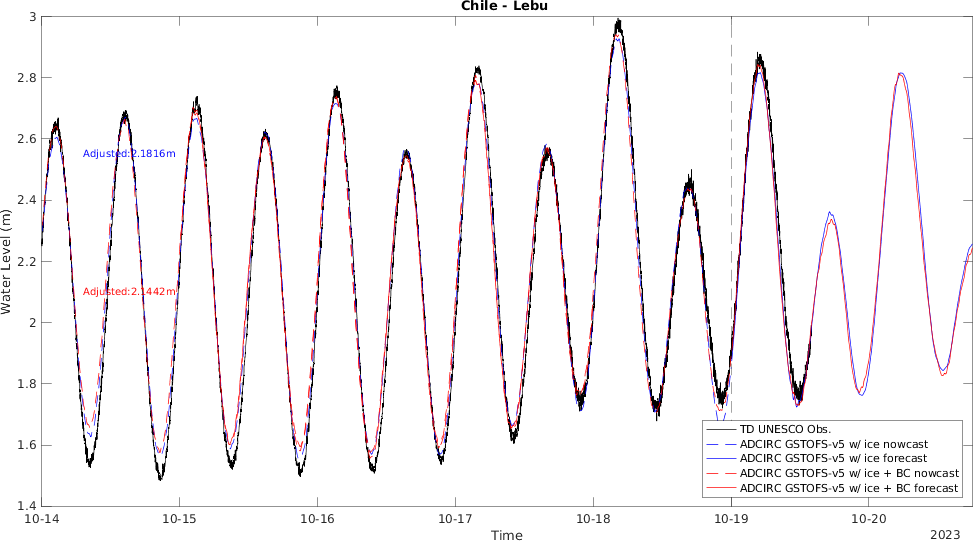 Chile - Lebu
3
2.8
2.6
2.4
2.2
2
1.8
1.6
1.4
Water Level (m)
Adjusted:2.1816m
Adjusted:2.1442m
TD UNESCO Obs.
ADCIRC GSTOFS-v5 w/ ice nowcast
ADCIRC GSTOFS-v5 w/ ice forecast
ADCIRC GSTOFS-v5 w/ ice + BC nowcast
ADCIRC GSTOFS-v5 w/ ice + BC forecast
10-14 10-15 10-16 10-17 10-18 10-19 10-20
Time
2023